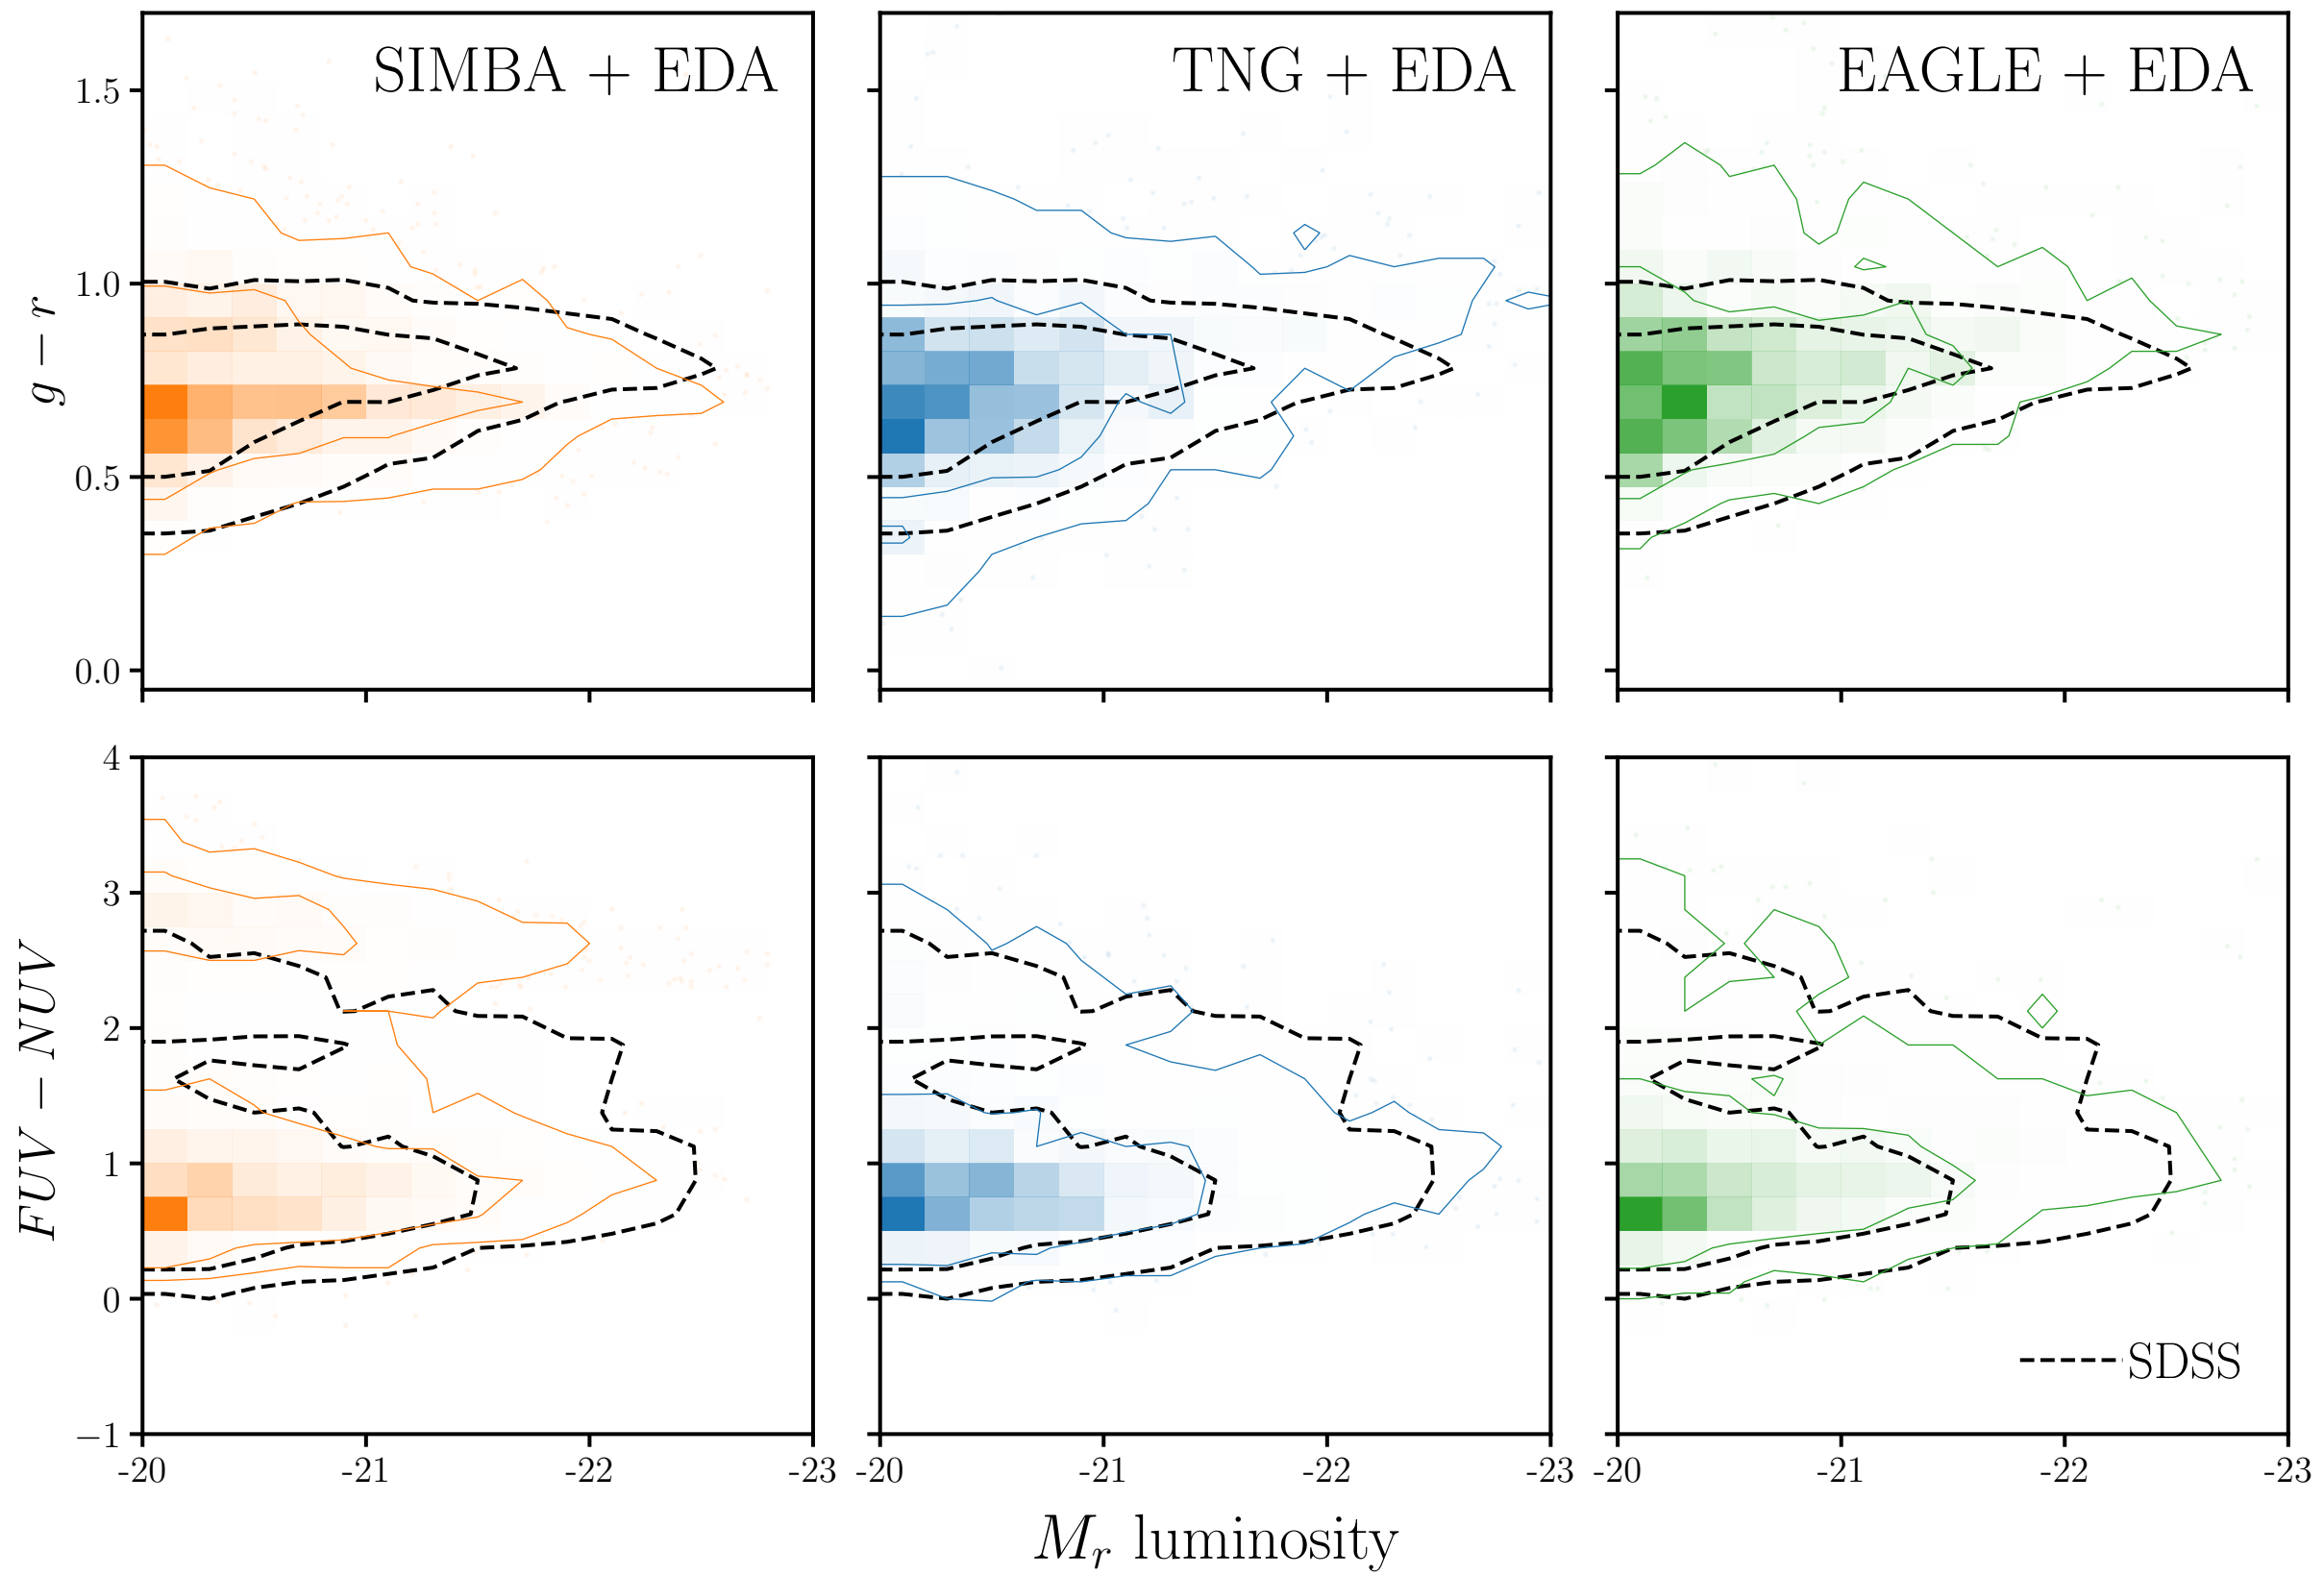 SIMBA + EDA
TNG + EDA
EAGLE + EDA
1.5
1.0
0.5
0.0
g − r
4
3
2
1
0
−1
FUV − NUV
SDSS
-20 -21 -22 -23 -20 -21 -22 -23 -20 -21 -22 -23
M_r luminosity